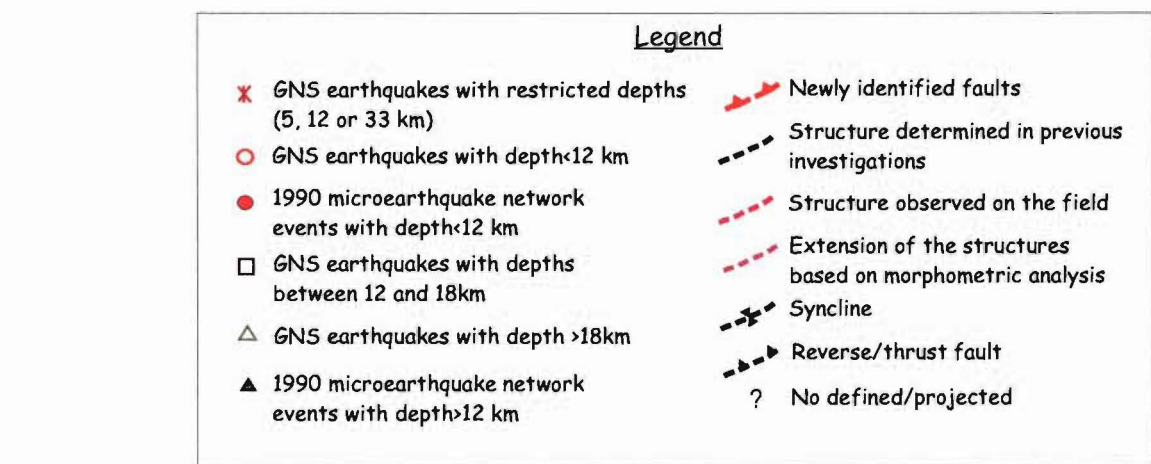 Legend
GNS earthquakes with restricted depths
(5, 12 or 33 km)
GNS earthquakes with depth<12 km
1990 microearthquake network
events with depth<12 km
GNS earthquakes with depths
between 12 and 18km
GNS earthquakes with depth >18km
1990 microearthquake network
events with depth>12 km
Newly identified faults
Structure determined in previous
investigations
Structure observed on the field
Extension of the structures
based on morphometric analysis
Syncline
Reverse/thrust fault
? No defined/projected